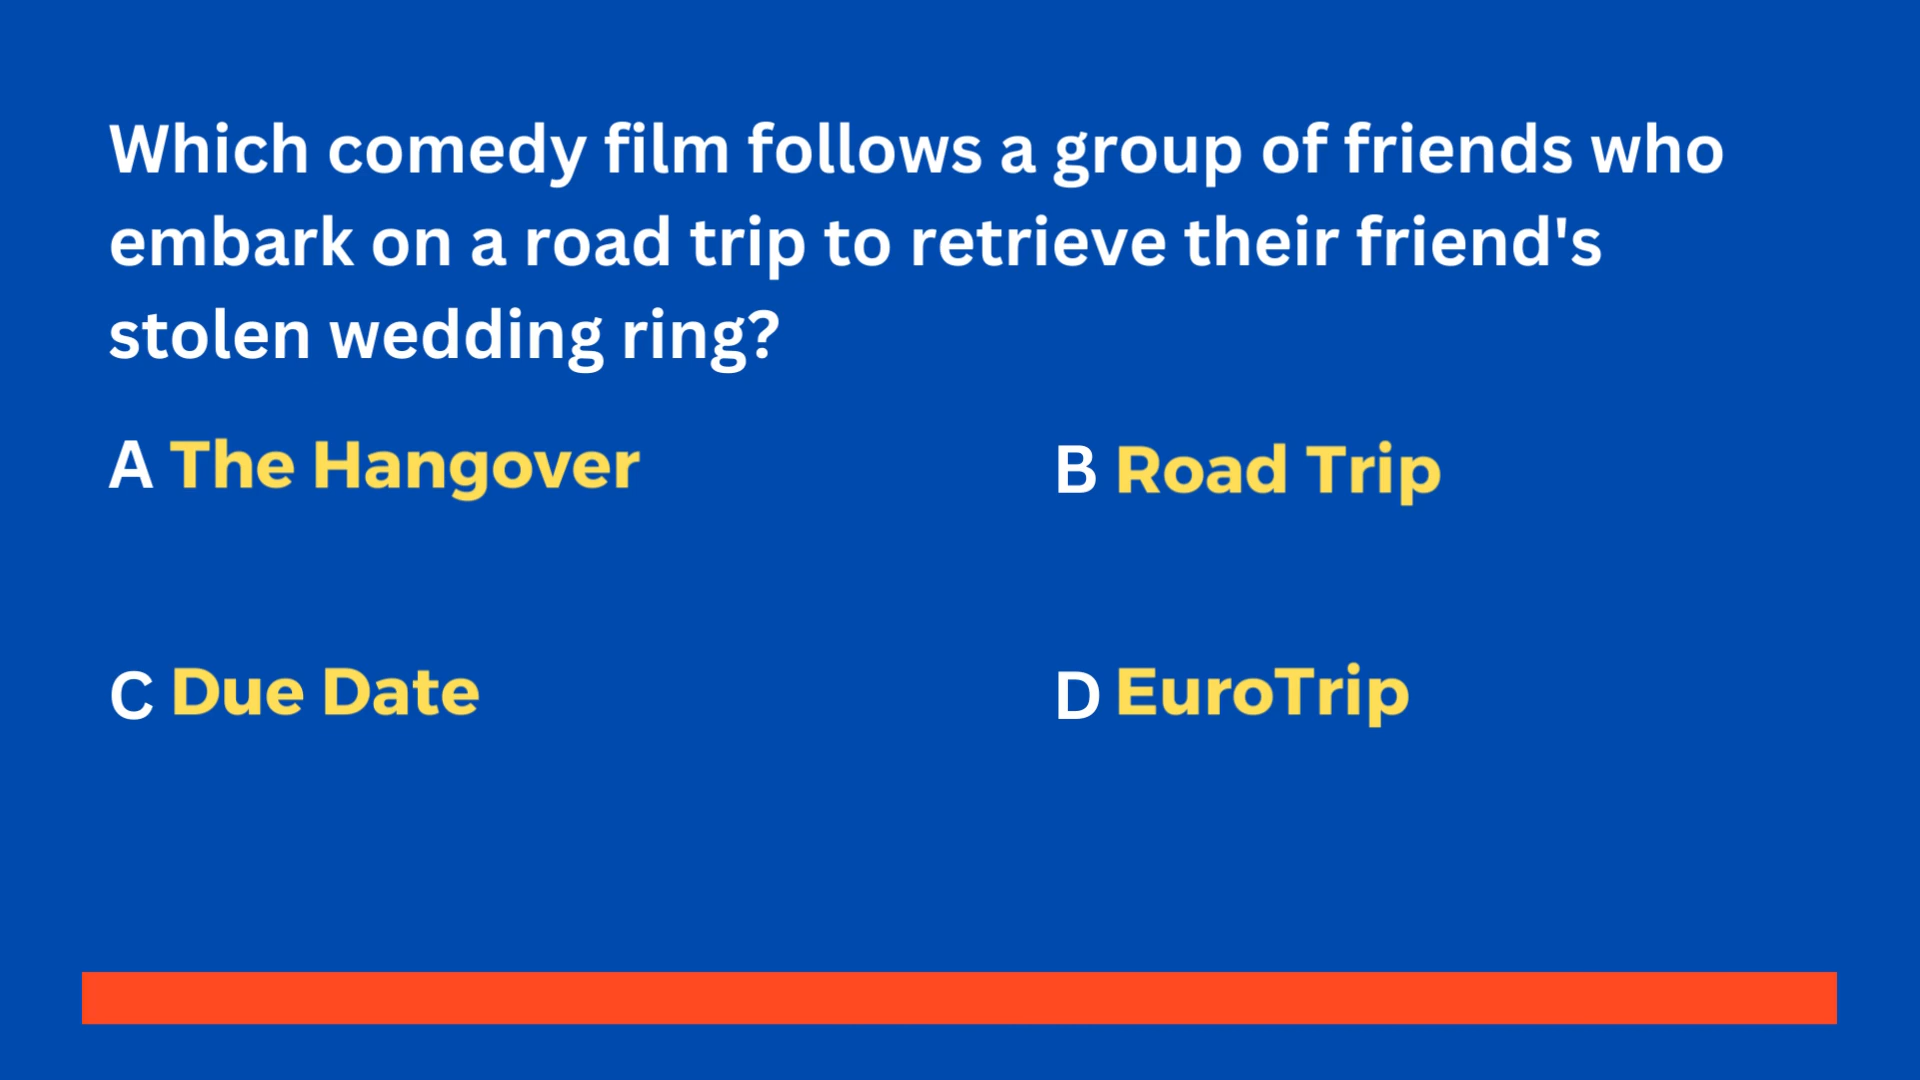 Which comedy film follows a group of friends who
embark on a road trip to retrieve their friend's
stolen wedding ring?
A The Hangover
B Road Trip
C Due Date
D EuroTrip